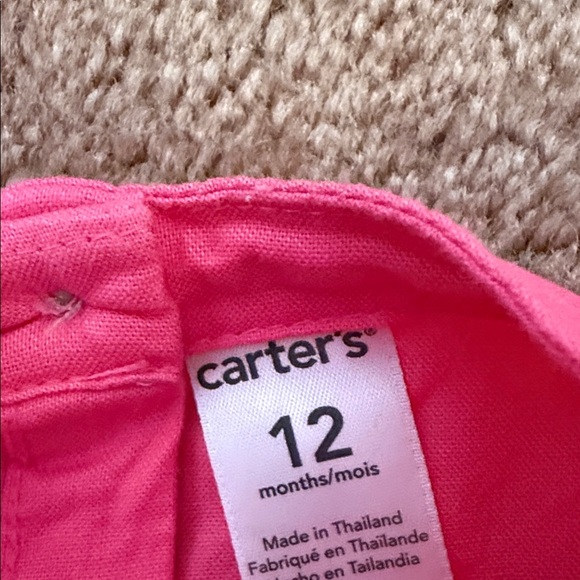 carter's®
12
months/mois
Made in Thailand
Fabriqué en Thaïlande
en Tailandia